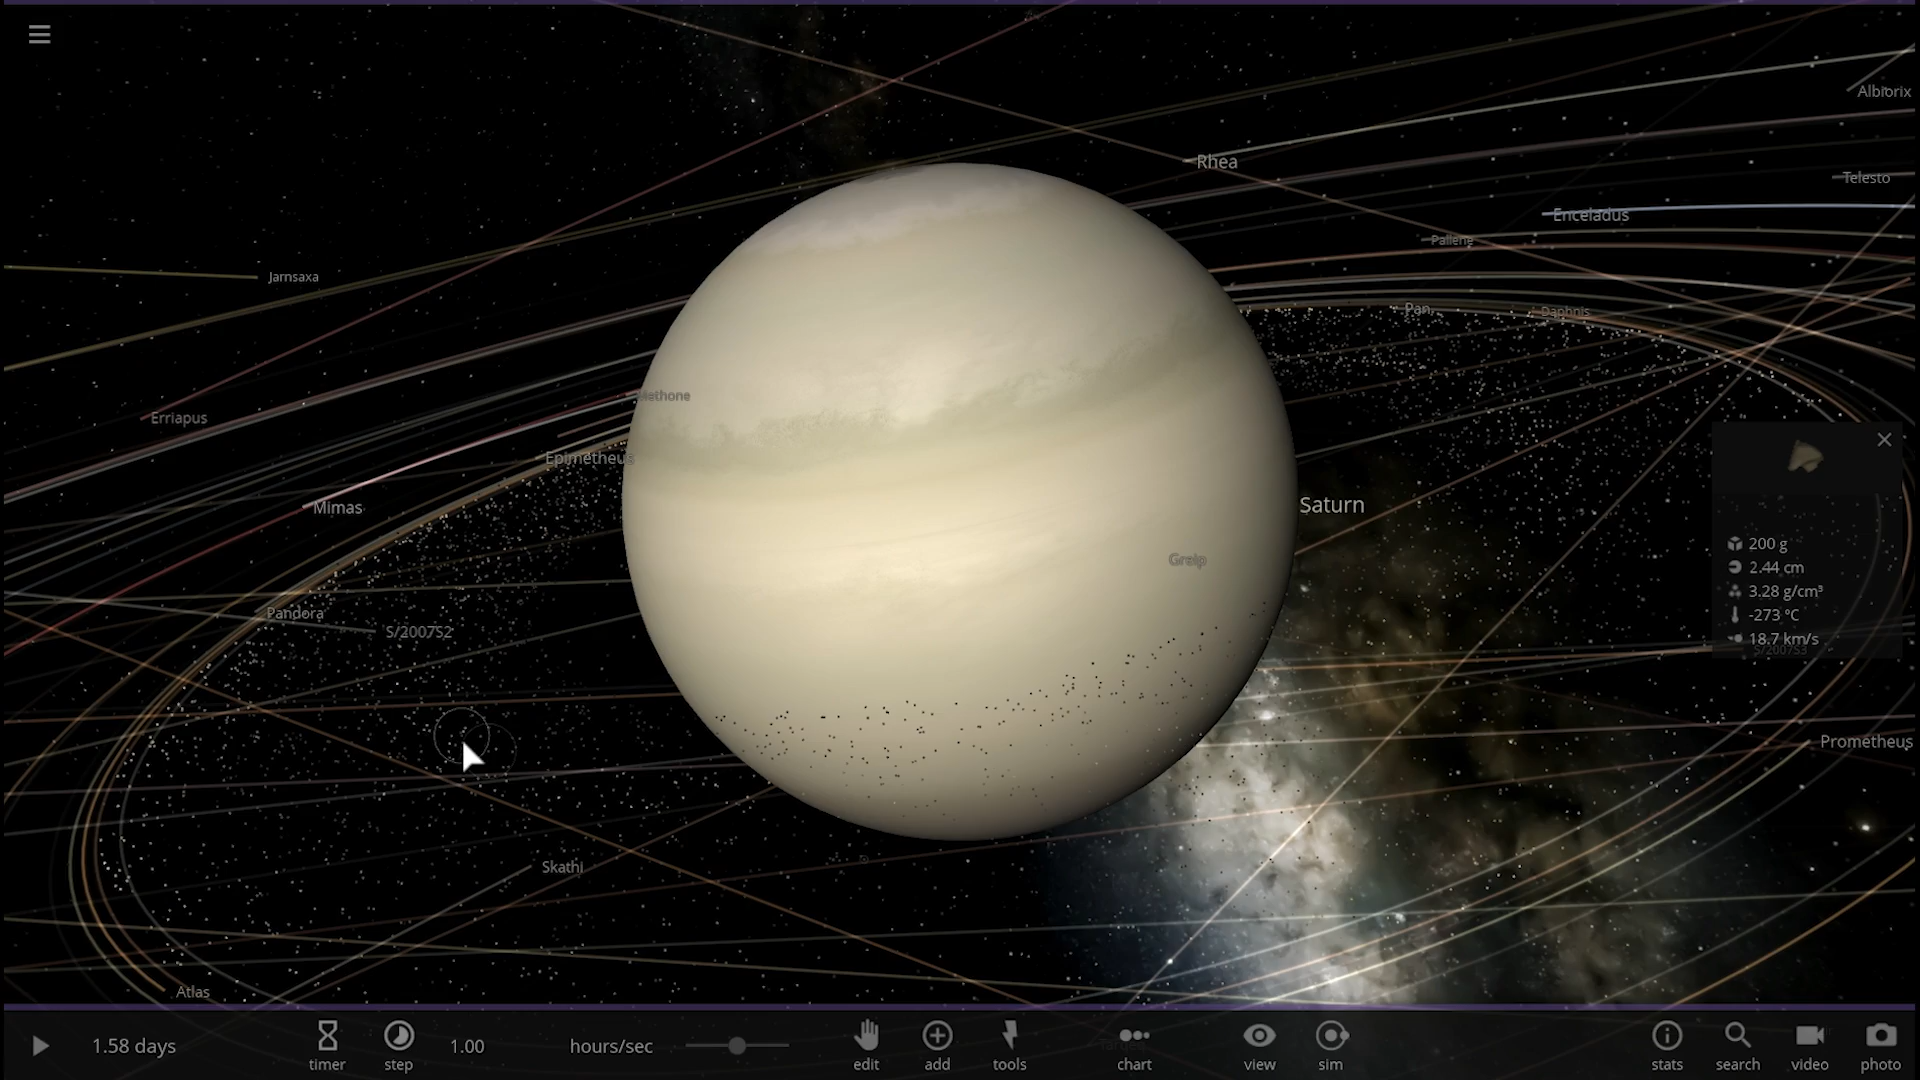 Albiorix
Rhea
Telesto
Enceladus
Pallene
Jarnsaxa
Pan
Daphnis
Methone
Erriapus
Epimetheus
Mimas
Saturn
200 g
Greip
2.44 cm
3.28 g/cm³
Pandora
-273 °C
S/2007S2
18.7 km/s
S/2007S3
Prometheus
Skathi
Atlas
1.58 days
1.00
hours/sec
timer
step
edit
add
tools
chart
view
sim
stats
search
video
photo